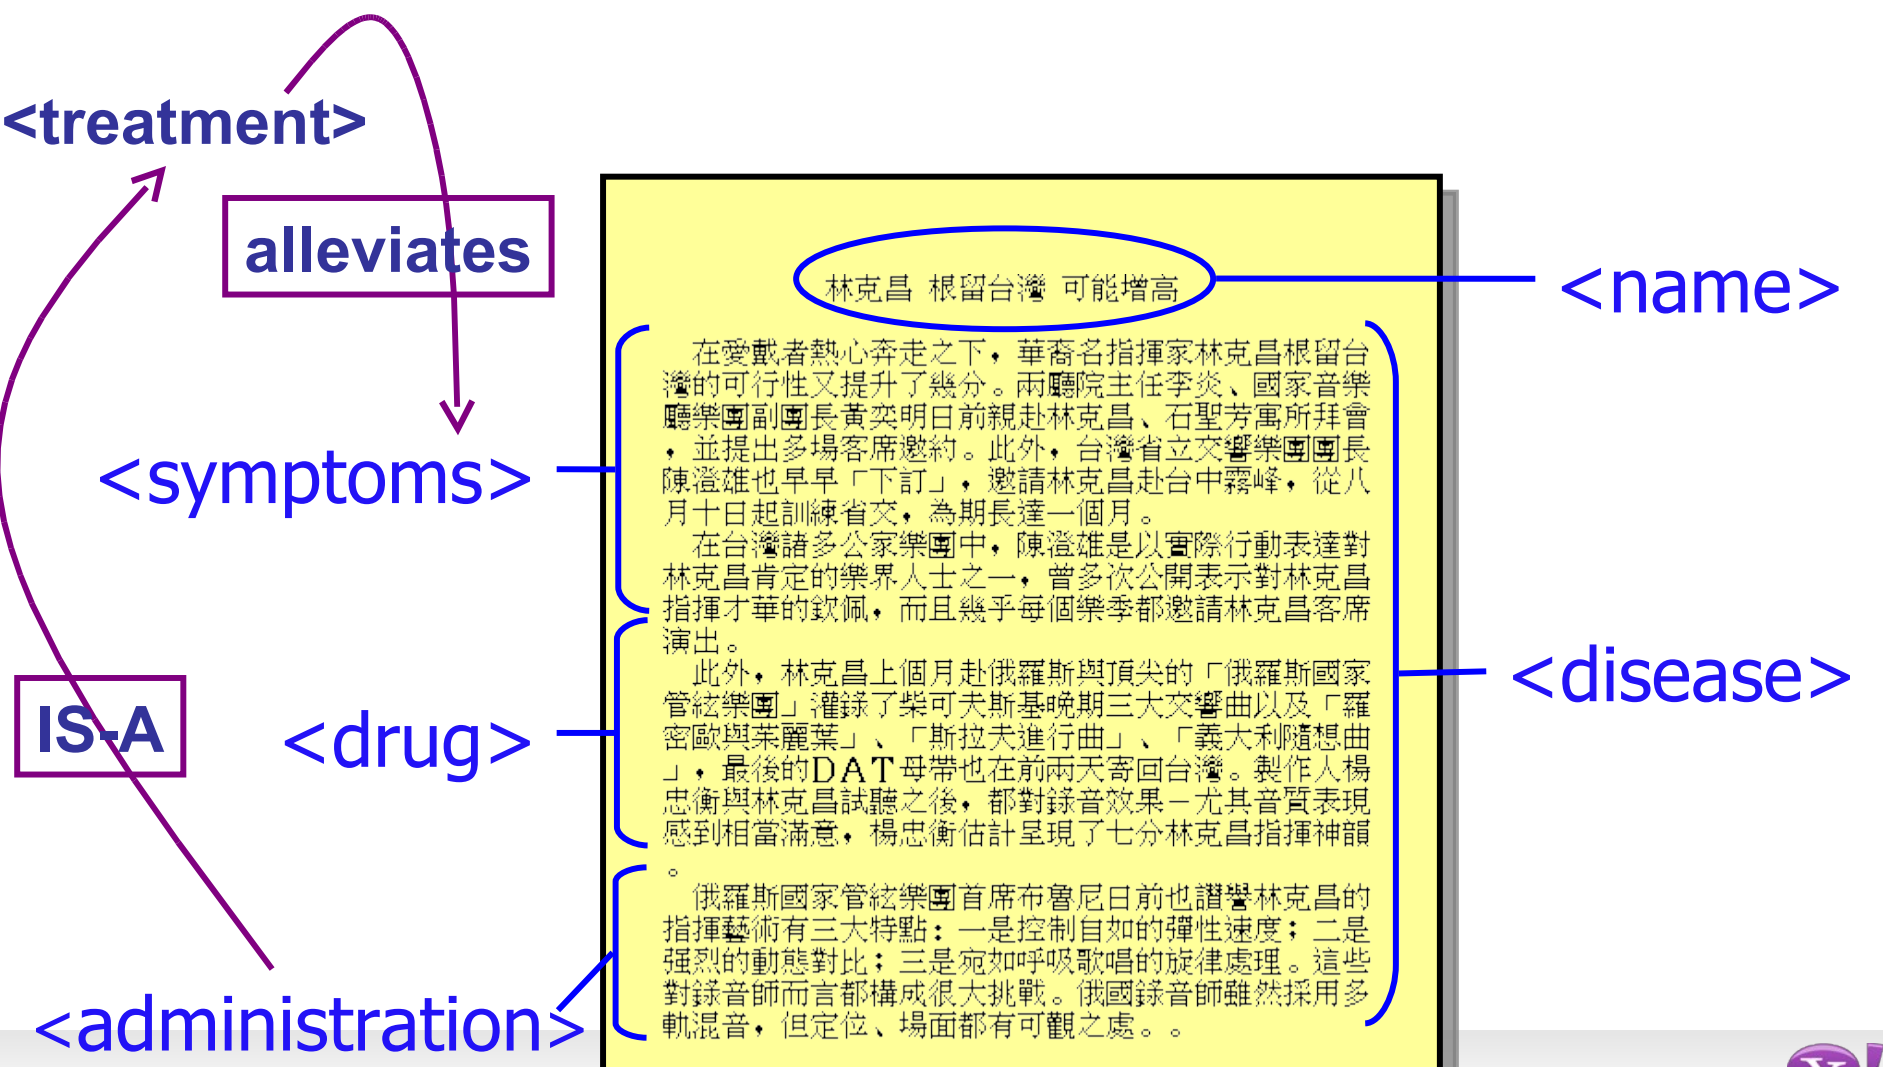 <treatment>
alleviates
<name>
林克昌 根留台灣 可能增高
在愛戴者熱心奔走之下，華裔名指揮家林克昌根留台
灣的可行性又提升了幾分。兩廳院主任李炎、國家音樂
廳樂團副團長黃奕明日前親赴林克昌、石聖芳寓所拜會
，並提出多場客席邀約。此外，台灣省立交響樂團團長
陳澄雄也早早「下訂」，邀請林克昌赴台中霧峰，從八
月十日起訓練省交，為期長達一個月。
在台灣諸多公家樂團中，陳澄雄是以實際行動表達對
林克昌肯定的樂界人士之一，曾多次公開表示對林克昌
指揮才華的欽佩，而且幾乎每個樂季都邀請林克昌客席
演出。
此外，林克昌上個月赴俄羅斯與頂尖的「俄羅斯國家
管絃樂團」灌錄了柴可夫斯基晚期三大交響曲以及「羅
密歐與茱麗葉」、「斯拉夫進行曲」、「義大利隨想曲
」，最後的DAT母帶也在前兩天寄回台灣。製作人楊
忠衡與林克昌試聽之後，都對錄音效果－尤其音質表現
感到相當滿意，楊忠衡估計呈現了七分林克昌指揮神韻
。
俄羅斯國家管絃樂團首席布魯尼日前也讚譽林克昌的
指揮藝術有三大特點：一是控制自如的彈性速度；二是
强烈的動態對比；三是宛如呼吸歌唱的旋律處理。這些
對錄音師而言都構成很大挑戰。俄國錄音師雖然採用多
軌混音，但定位、場面都有可觀之處。。
<symptoms>
<disease>
IS-A
<drug>
<administration>
Y!